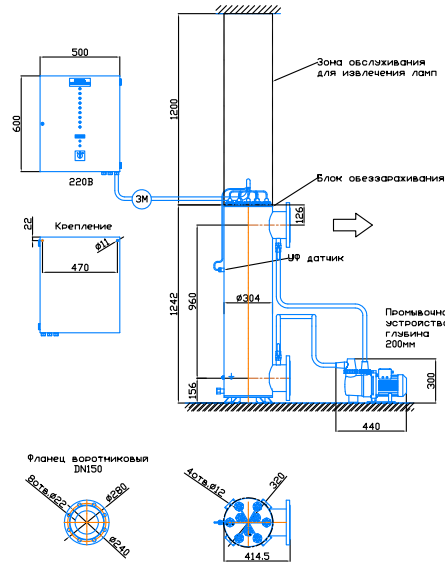 500
600
220В
3М
Крепление
22
Ø11
470
1200
Зона обслуживания
для извлечения ламп
Блок обеззараживания
126
УФ датчик
1242
960
Ø304
156
Промывочно
устройство
глубина
200мм
300
440
Фланец воротниковый
DN150
8отв.Ø22
Ø280
Ø240
4отв.Ø12
320
414.5